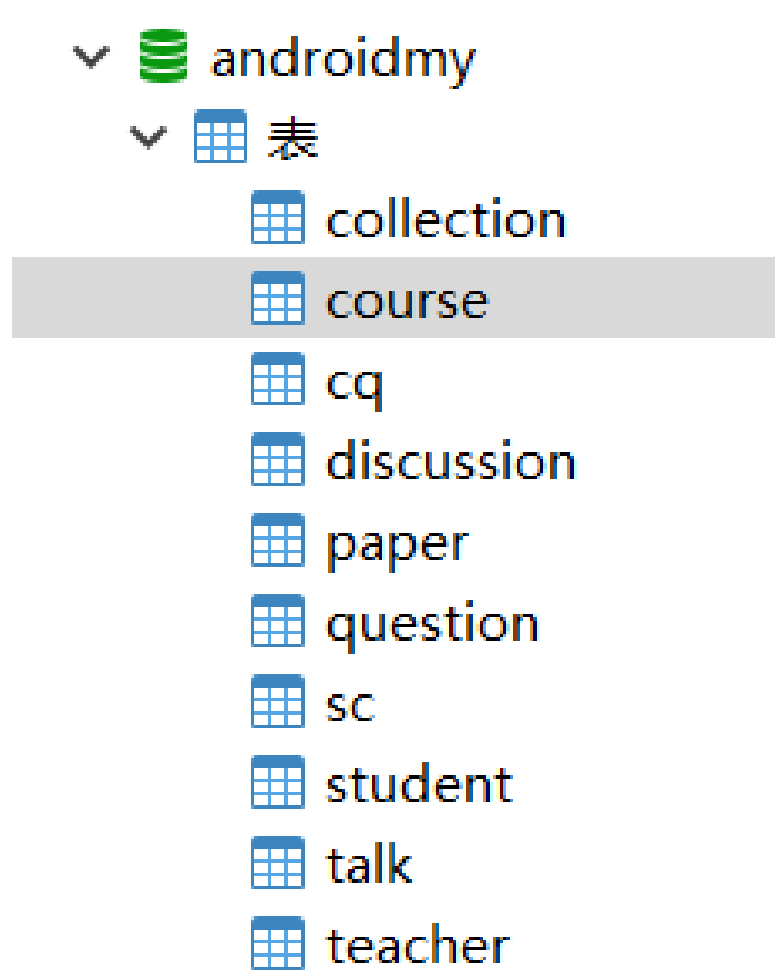 androidmy
表
collection
course
cq
discussion
paper
question
sc
student
talk
teacher